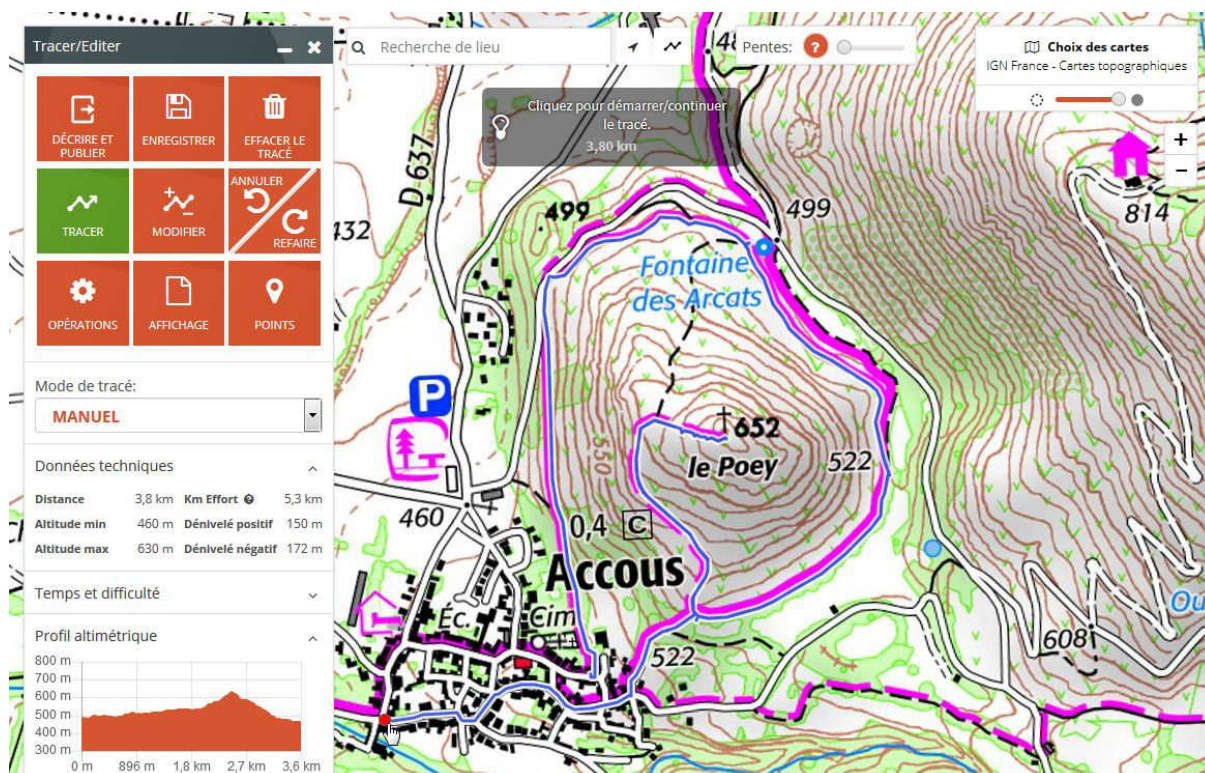 Tracer/Editer
Recherche de lieu
Pentes: ?
Choix des cartes
IGN France - Cartes topographiques
Cliquez pour démarrer/continuer
le tracé.
3,80 km
DÉCRIRE ET
PUBLIER
ENREGISTRER
EFFACER LE
TRACÉ
TRACER
MODIFIER
ANNULER
REFAIRE
OPÉRATIONS
AFFICHAGE
POINTS
+
−
Mode de tracé:
MANUEL
Données techniques
Distance 3,8 km Km Effort ? 5,3 km
Altitude min 460 m Dénivelé positif 150 m
Altitude max 630 m Dénivelé négatif 172 m
Temps et difficulté
Profil altimétrique
800 m
700 m
600 m
500 m
400 m
300 m
0 m 896 m 1,8 km 2,7 km 3,6 km
D 637
432
499
499
814
Fontaine
des Arcats
P
550
652
le Poey
522
460
0,4 C
Accous
Éc.
Cim
522
608
Ou